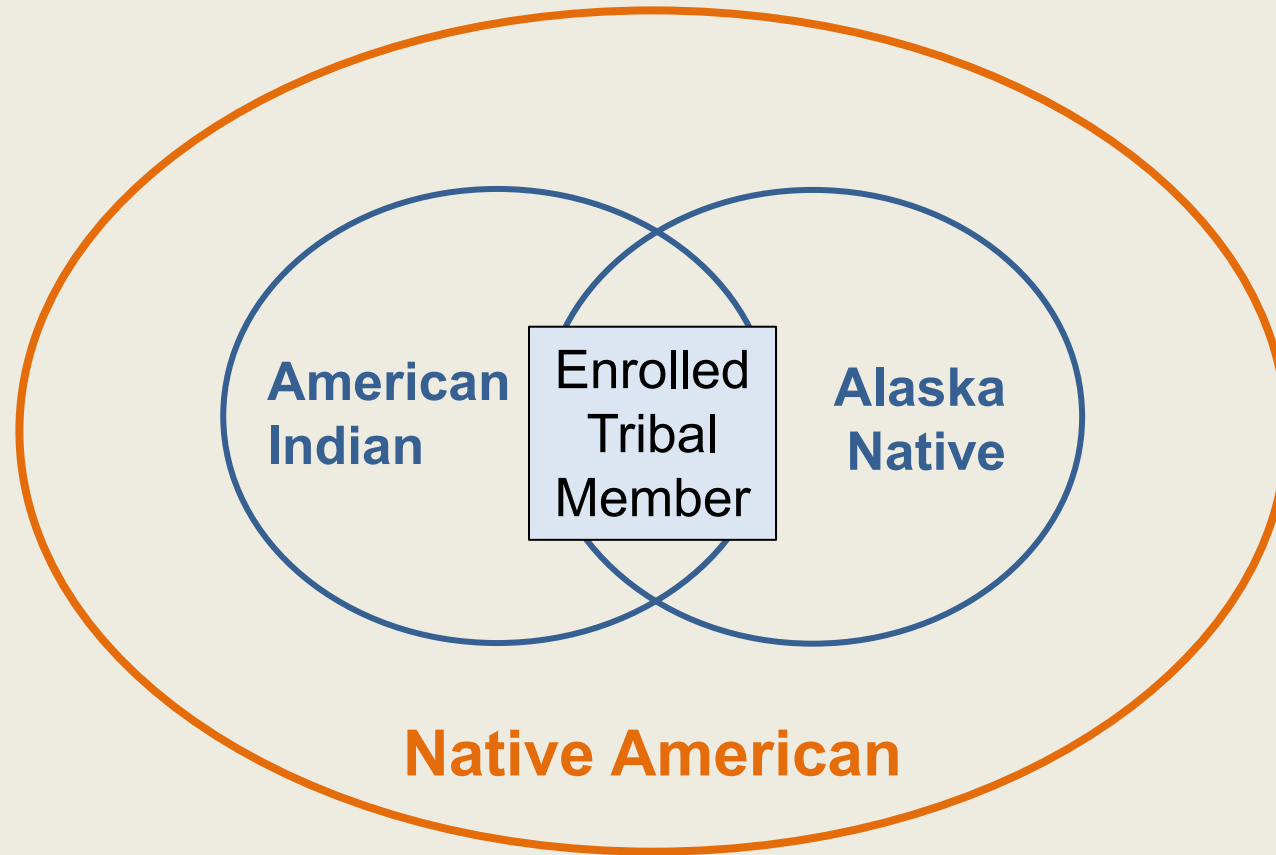 American
Indian
Enrolled
Tribal
Member
Alaska
Native
Native American